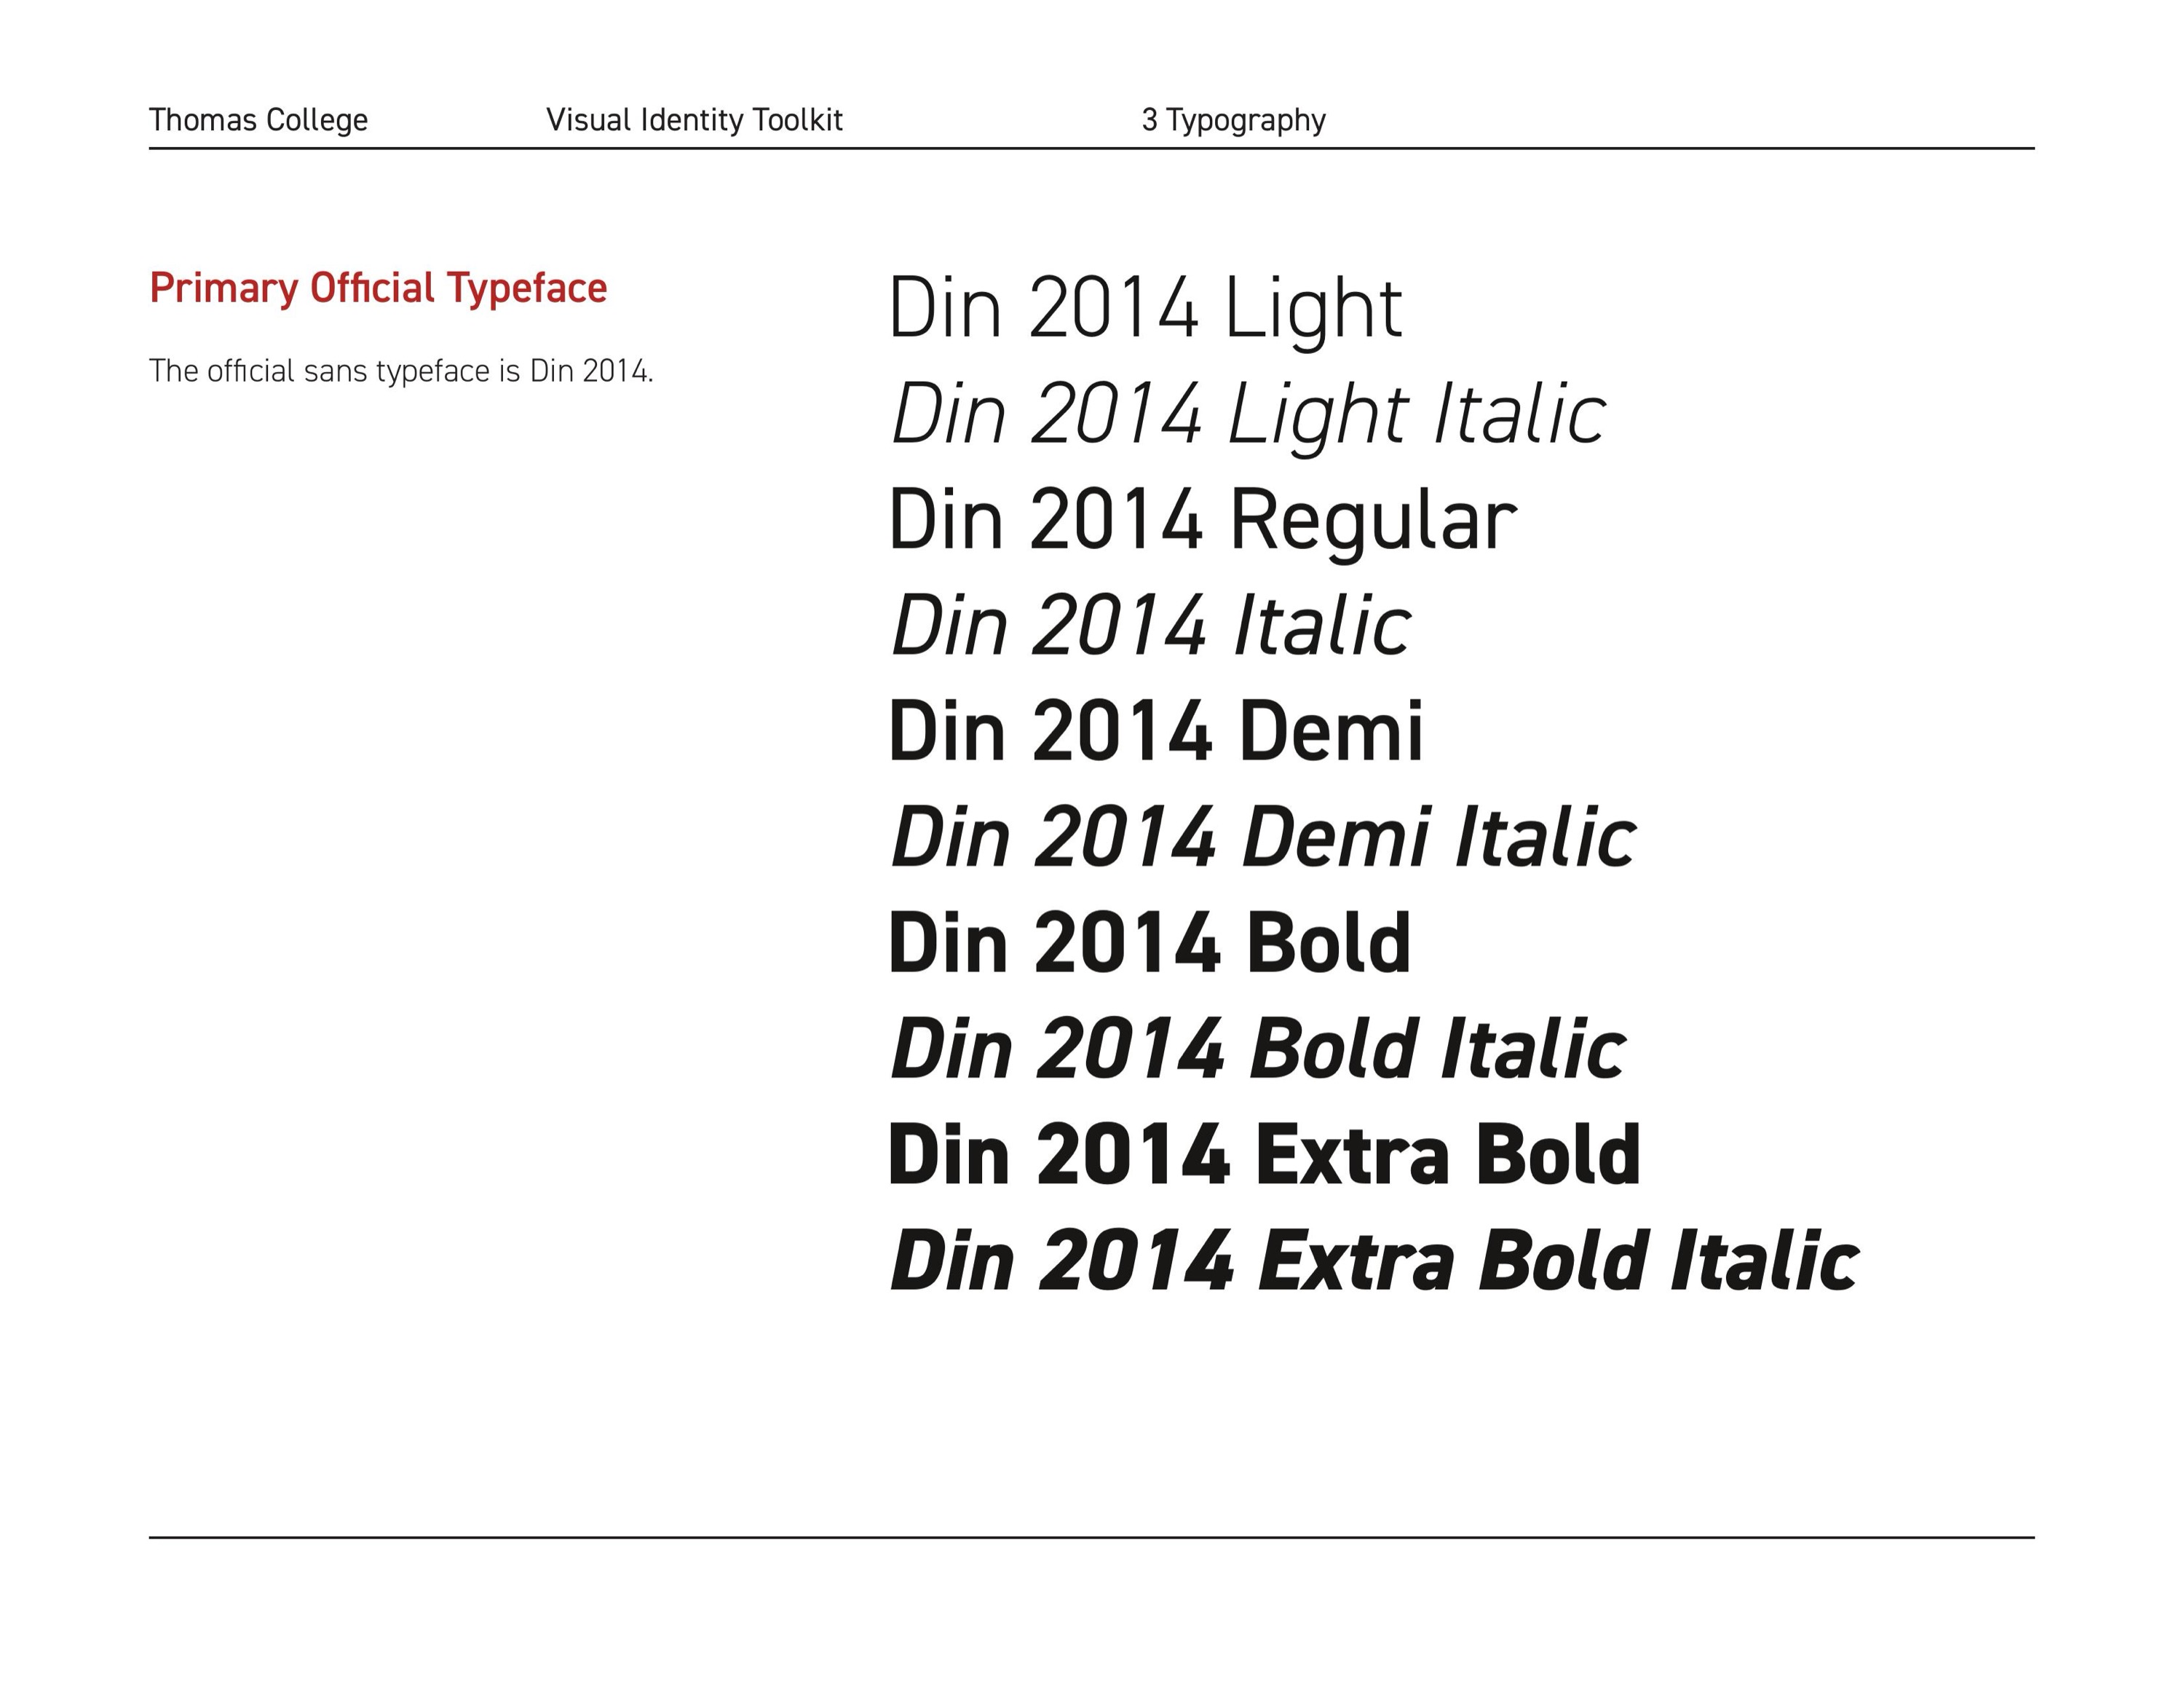 Thomas College Visual Identity Toolkit 3 Typography
Primary Official Typeface
The official sans typeface is Din 2014.
Din 2014 Light
Din 2014 Light Italic
Din 2014 Regular
Din 2014 Italic
Din 2014 Demi
Din 2014 Demi Italic
Din 2014 Bold
Din 2014 Bold Italic
Din 2014 Extra Bold
Din 2014 Extra Bold Italic